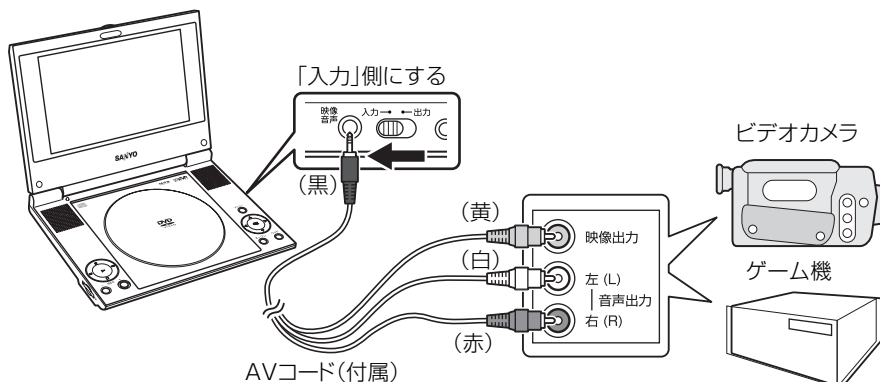 「入力」側にする
映像
音声
入力
出力
SANYO
DVD
(黒)
(黄)
(白)
(赤)
映像出力
左 (L)
音声出力
右 (R)
ビデオカメラ
ゲーム機
AVコード(付属)